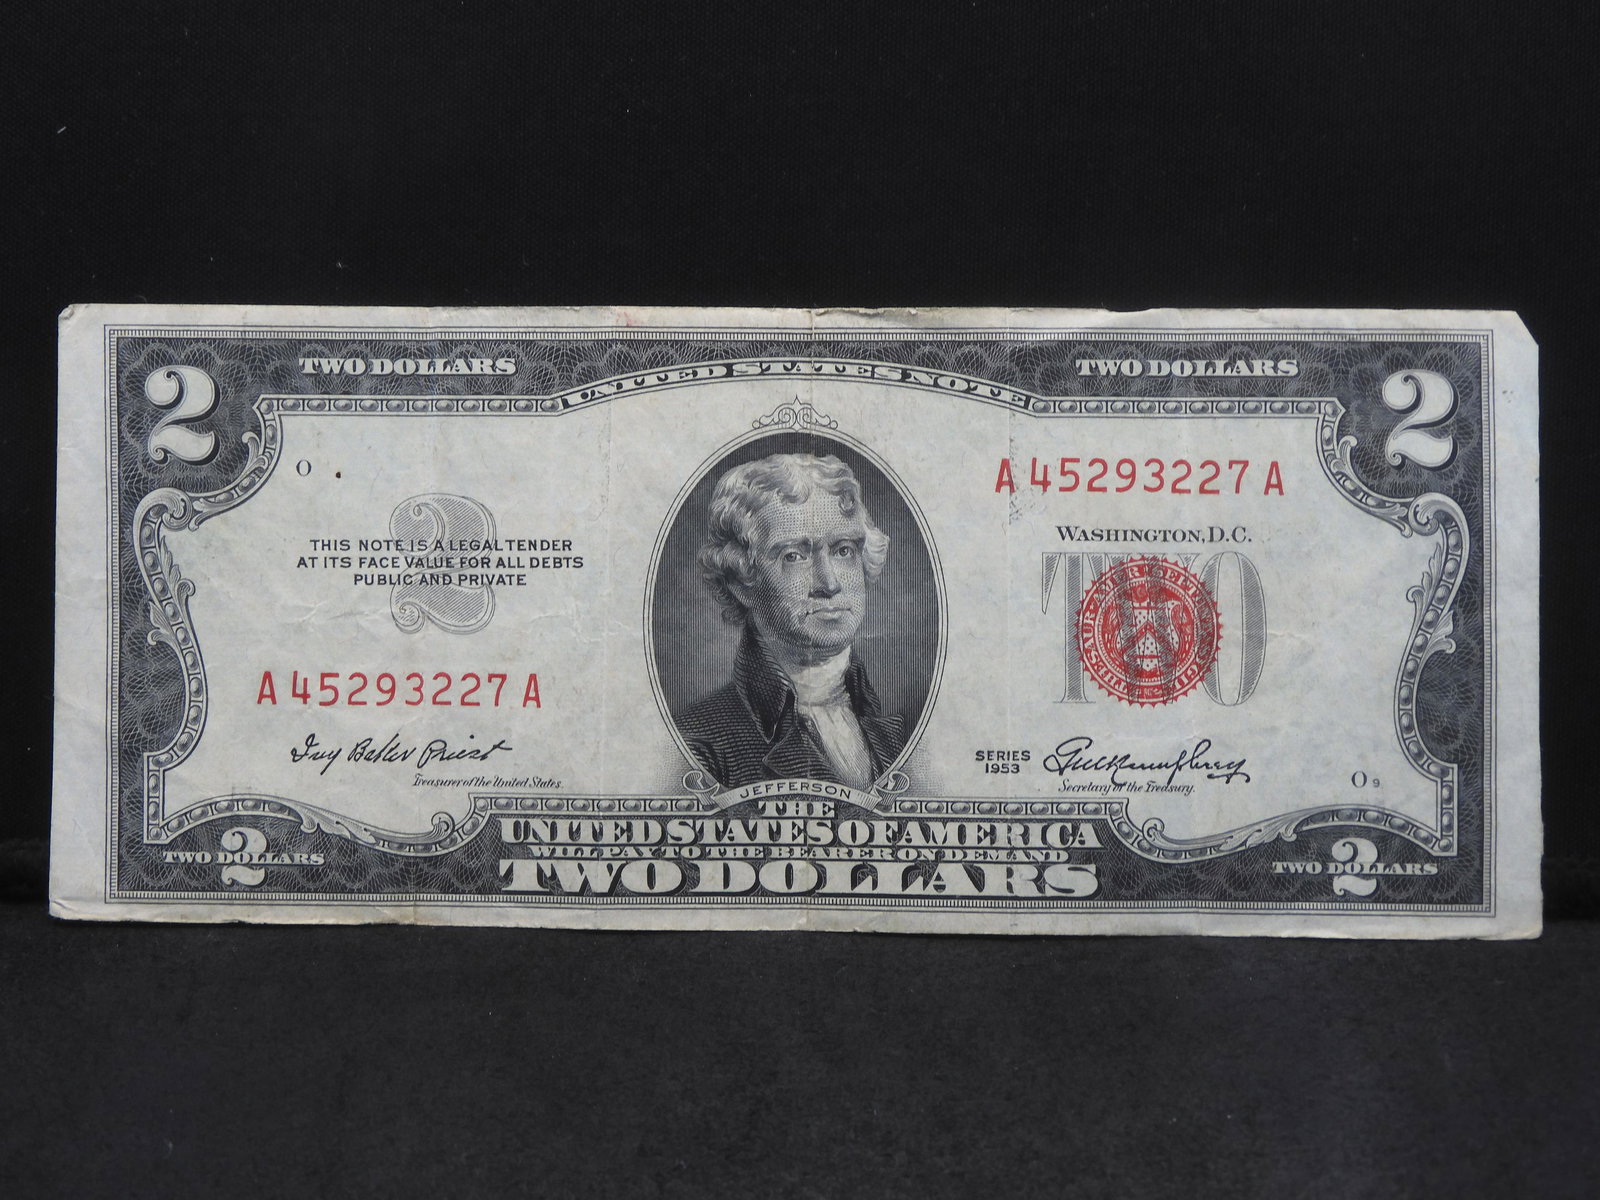 TWO DOLLARS
TWO DOLLARS
UNITED STATES NOTE
2
2
O
A 45293227 A
2
WASHINGTON, D.C.
THIS NOTE IS A LEGAL TENDER
AT ITS FACE VALUE FOR ALL DEBTS
PUBLIC AND PRIVATE
TWO
A 45293227 A
Ivy Baker Priest
Treasurer of the United States.
SERIES
1953
G M Humphrey
Secretary of the Treasury.
O 9
JEFFERSON
THE
UNITED STATES OF AMERICA
WILL PAY TO THE BEARER ON DEMAND
TWO DOLLARS
TWO DOLLARS
2
TWO DOLLARS
2